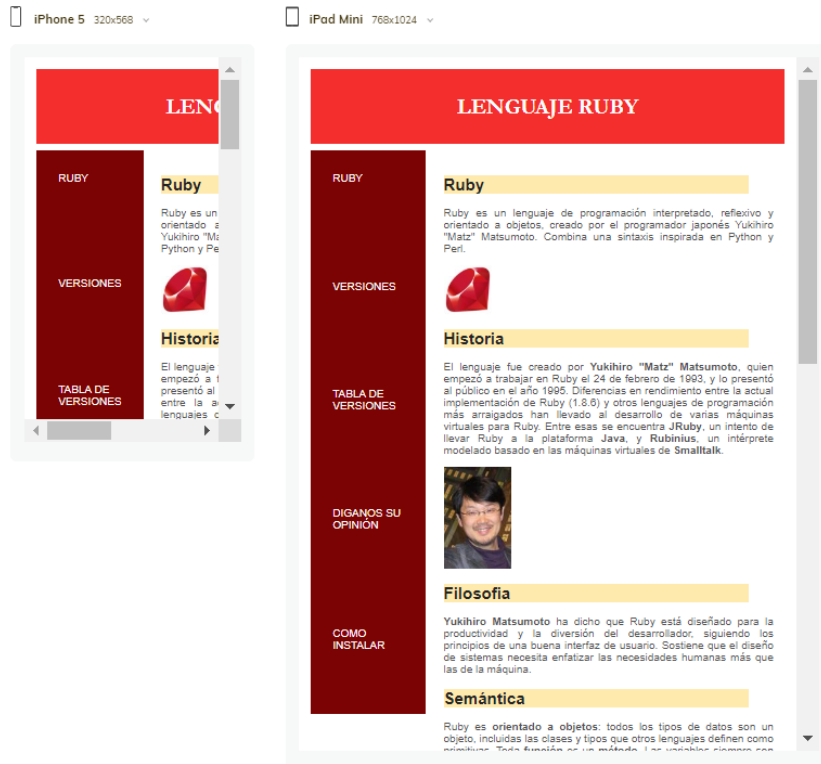 iPhone 5 320x568
LENG
RUBY
VERSIONES
TABLA DE
VERSIONES
Ruby
Ruby es un
orientado a
Yukihiro "Ma
Python y Pe
Historia
El lenguaje
empezó a t
presentó al
entre la a
lenguajes
iPad Mini 768x1024
LENGUAJE RUBY
RUBY
VERSIONES
TABLA DE
VERSIONES
DIGANOS SU
OPINIÓN
COMO
INSTALAR
Ruby
Ruby es un lenguaje de programación interpretado, reflexivo y
orientado a objetos, creado por el programador japonés Yukihiro
"Matz" Matsumoto. Combina una sintaxis inspirada en Python y
Perl.
Historia
El lenguaje fue creado por Yukihiro "Matz" Matsumoto, quien
empezó a trabajar en Ruby el 24 de febrero de 1993, y lo presentó
al público en el año 1995. Diferencias en rendimiento entre la actual
implementación de Ruby (1.8.6) y otros lenguajes de programación
más arraigados han llevado al desarrollo de varias máquinas
virtuales para Ruby. Entre esas se encuentra JRuby, un intento de
llevar Ruby a la plataforma Java, y Rubinius, un intérprete
modelado basado en las máquinas virtuales de Smalltalk.
Filosofia
Yukihiro Matsumoto ha dicho que Ruby está diseñado para la
productividad y la diversión del desarrollador, siguiendo los
principios de una buena interfaz de usuario. Sostiene que el diseño
de sistemas necesita enfatizar las necesidades humanas más que
las de la máquina.
Semántica
Ruby es orientado a objetos: todos los tipos de datos son un
objeto, incluidas las clases y tipos que otros lenguajes definen como
primitivas. Toda función es un método. Las variables siempre son